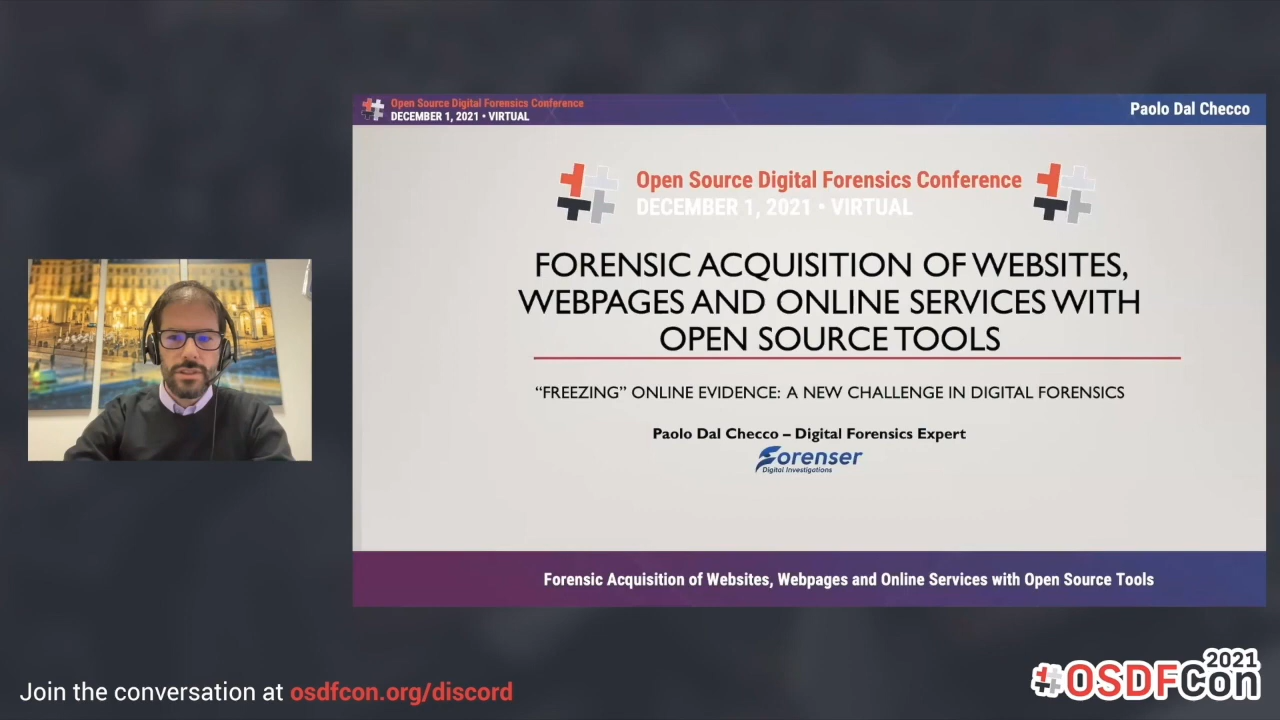 Open Source Digital Forensics Conference
DECEMBER 1, 2021 • VIRTUAL
Paolo Dal Checco
Open Source Digital Forensics Conference
DECEMBER 1, 2021 • VIRTUAL
FORENSIC ACQUISITION OF WEBSITES,
WEBPAGES AND ONLINE SERVICES WITH
OPEN SOURCE TOOLS
“FREEZING” ONLINE EVIDENCE: A NEW CHALLENGE IN DIGITAL FORENSICS
Paolo Dal Checco – Digital Forensics Expert
Forenser
Digital Investigations
Forensic Acquisition of Websites, Webpages and Online Services with Open Source Tools
Join the conversation at osdfcon.org/discord
2021
OSDFCon